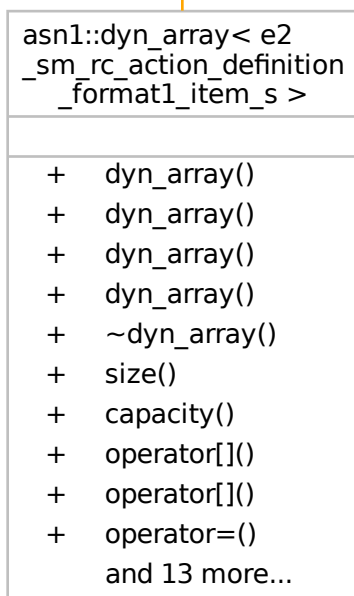 asn1::dyn_array< e2
_sm_rc_action_definition
_format1_item_s >
+ dyn_array()
+ dyn_array()
+ dyn_array()
+ dyn_array()
+ ~dyn_array()
+ size()
+ capacity()
+ operator[]()
+ operator[]()
+ operator=()
and 13 more...